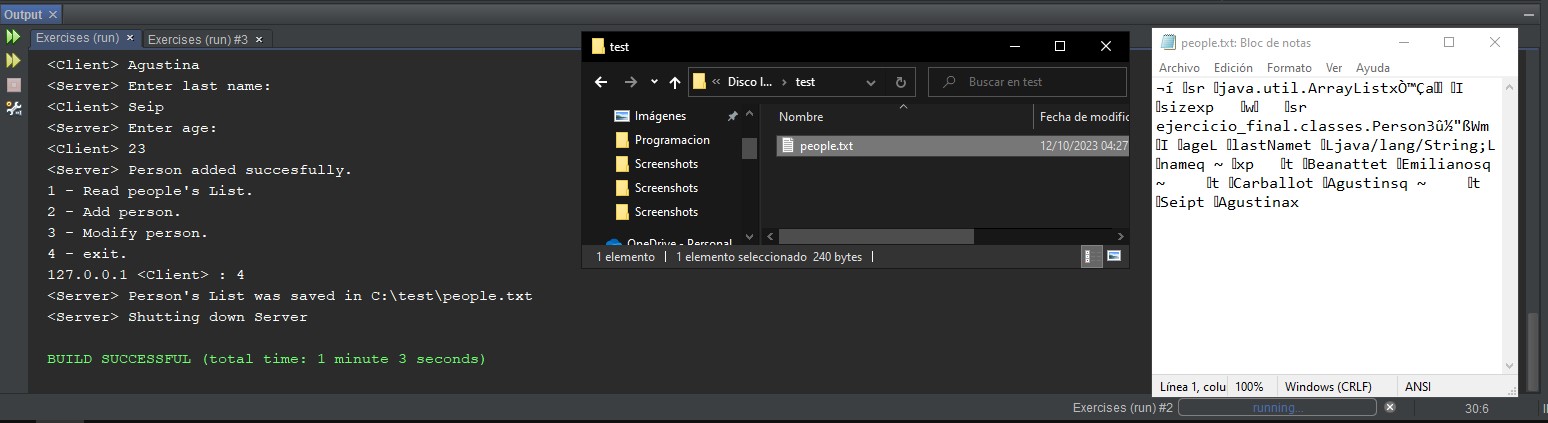 Output ×
Exercises (run) ×
Exercises (run) #3 ×
<Client> Agustina
<Server> Enter last name:
<Client> Seip
<Server> Enter age:
<Client> 23
<Server> Person added succesfully.
1 - Read people's List.
2 - Add person.
3 - Modify person.
4 - exit.
127.0.0.1 <Client> : 4
<Server> Person's List was saved in C:\test\people.txt
<Server> Shutting down Server
BUILD SUCCESSFUL (total time: 1 minute 3 seconds)
test
« Disco l... › test
Buscar en test
Imágenes
Programacion
Screenshots
Screenshots
Screenshots
OneDrive - Personal
Nombre
Fecha de modific
people.txt
12/10/2023 04:27
1 elemento
1 elemento seleccionado 240 bytes
people.txt: Bloc de notas
Archivo Edición Formato Ver Ayuda
¬í sr java.util.ArrayListxÒ™Ça I
sizexp w sr
ejercicio_final.classes.Person3û½"ßWm
I ageL lastNamet Ljava/lang/String;L
nameq ~ xp t Beanattet Emilianosq
~ t Carballot Agustinsq ~ t
Seipt Agustinax
Línea 1, colu 100% Windows (CRLF) ANSI
Exercises (run) #2
running...
30:6